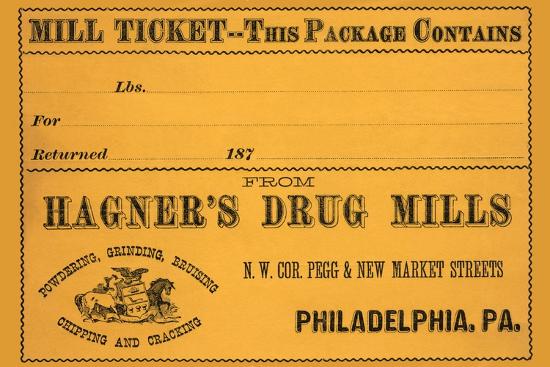 MILL TICKET--THIS PACKAGE CONTAINS
Lbs.
For
Returned 187
FROM
HAGNER'S DRUG MILLS
POWDERING, GRINDING, BRUISING
CHIPPING AND CRACKING
N. W. COR. PEGG & NEW MARKET STREETS
PHILADELPHIA, PA.